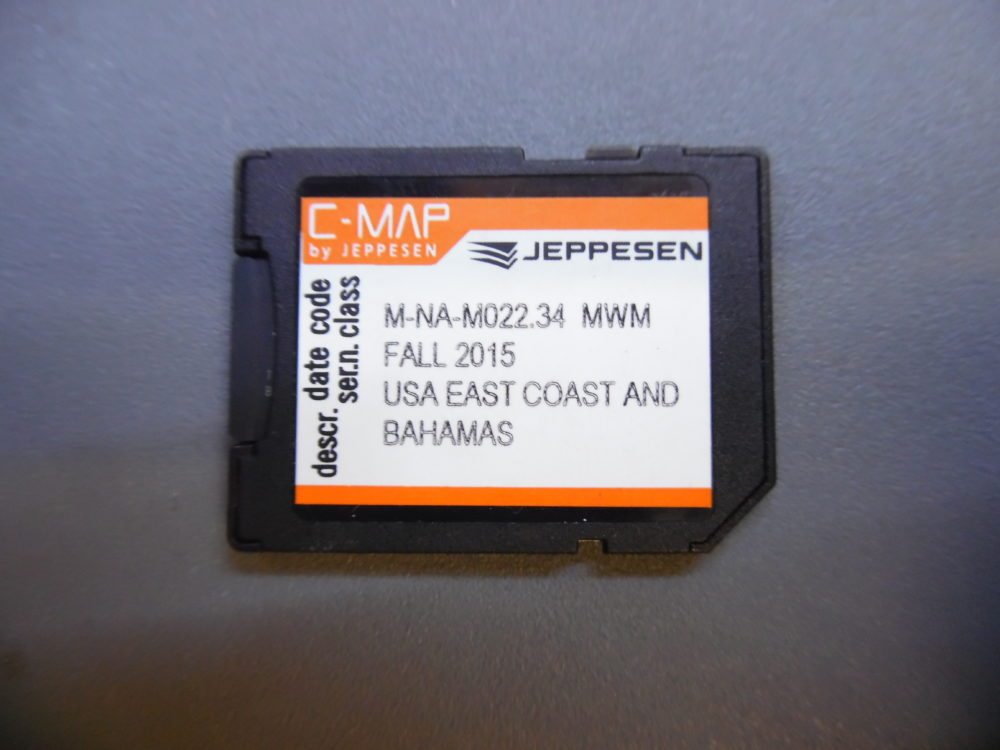 C-MAP
by JEPPESEN
JEPPESEN
descr. date code
ser.n. class
M-NA-M022.34 MWM
FALL 2015
USA EAST COAST AND
BAHAMAS